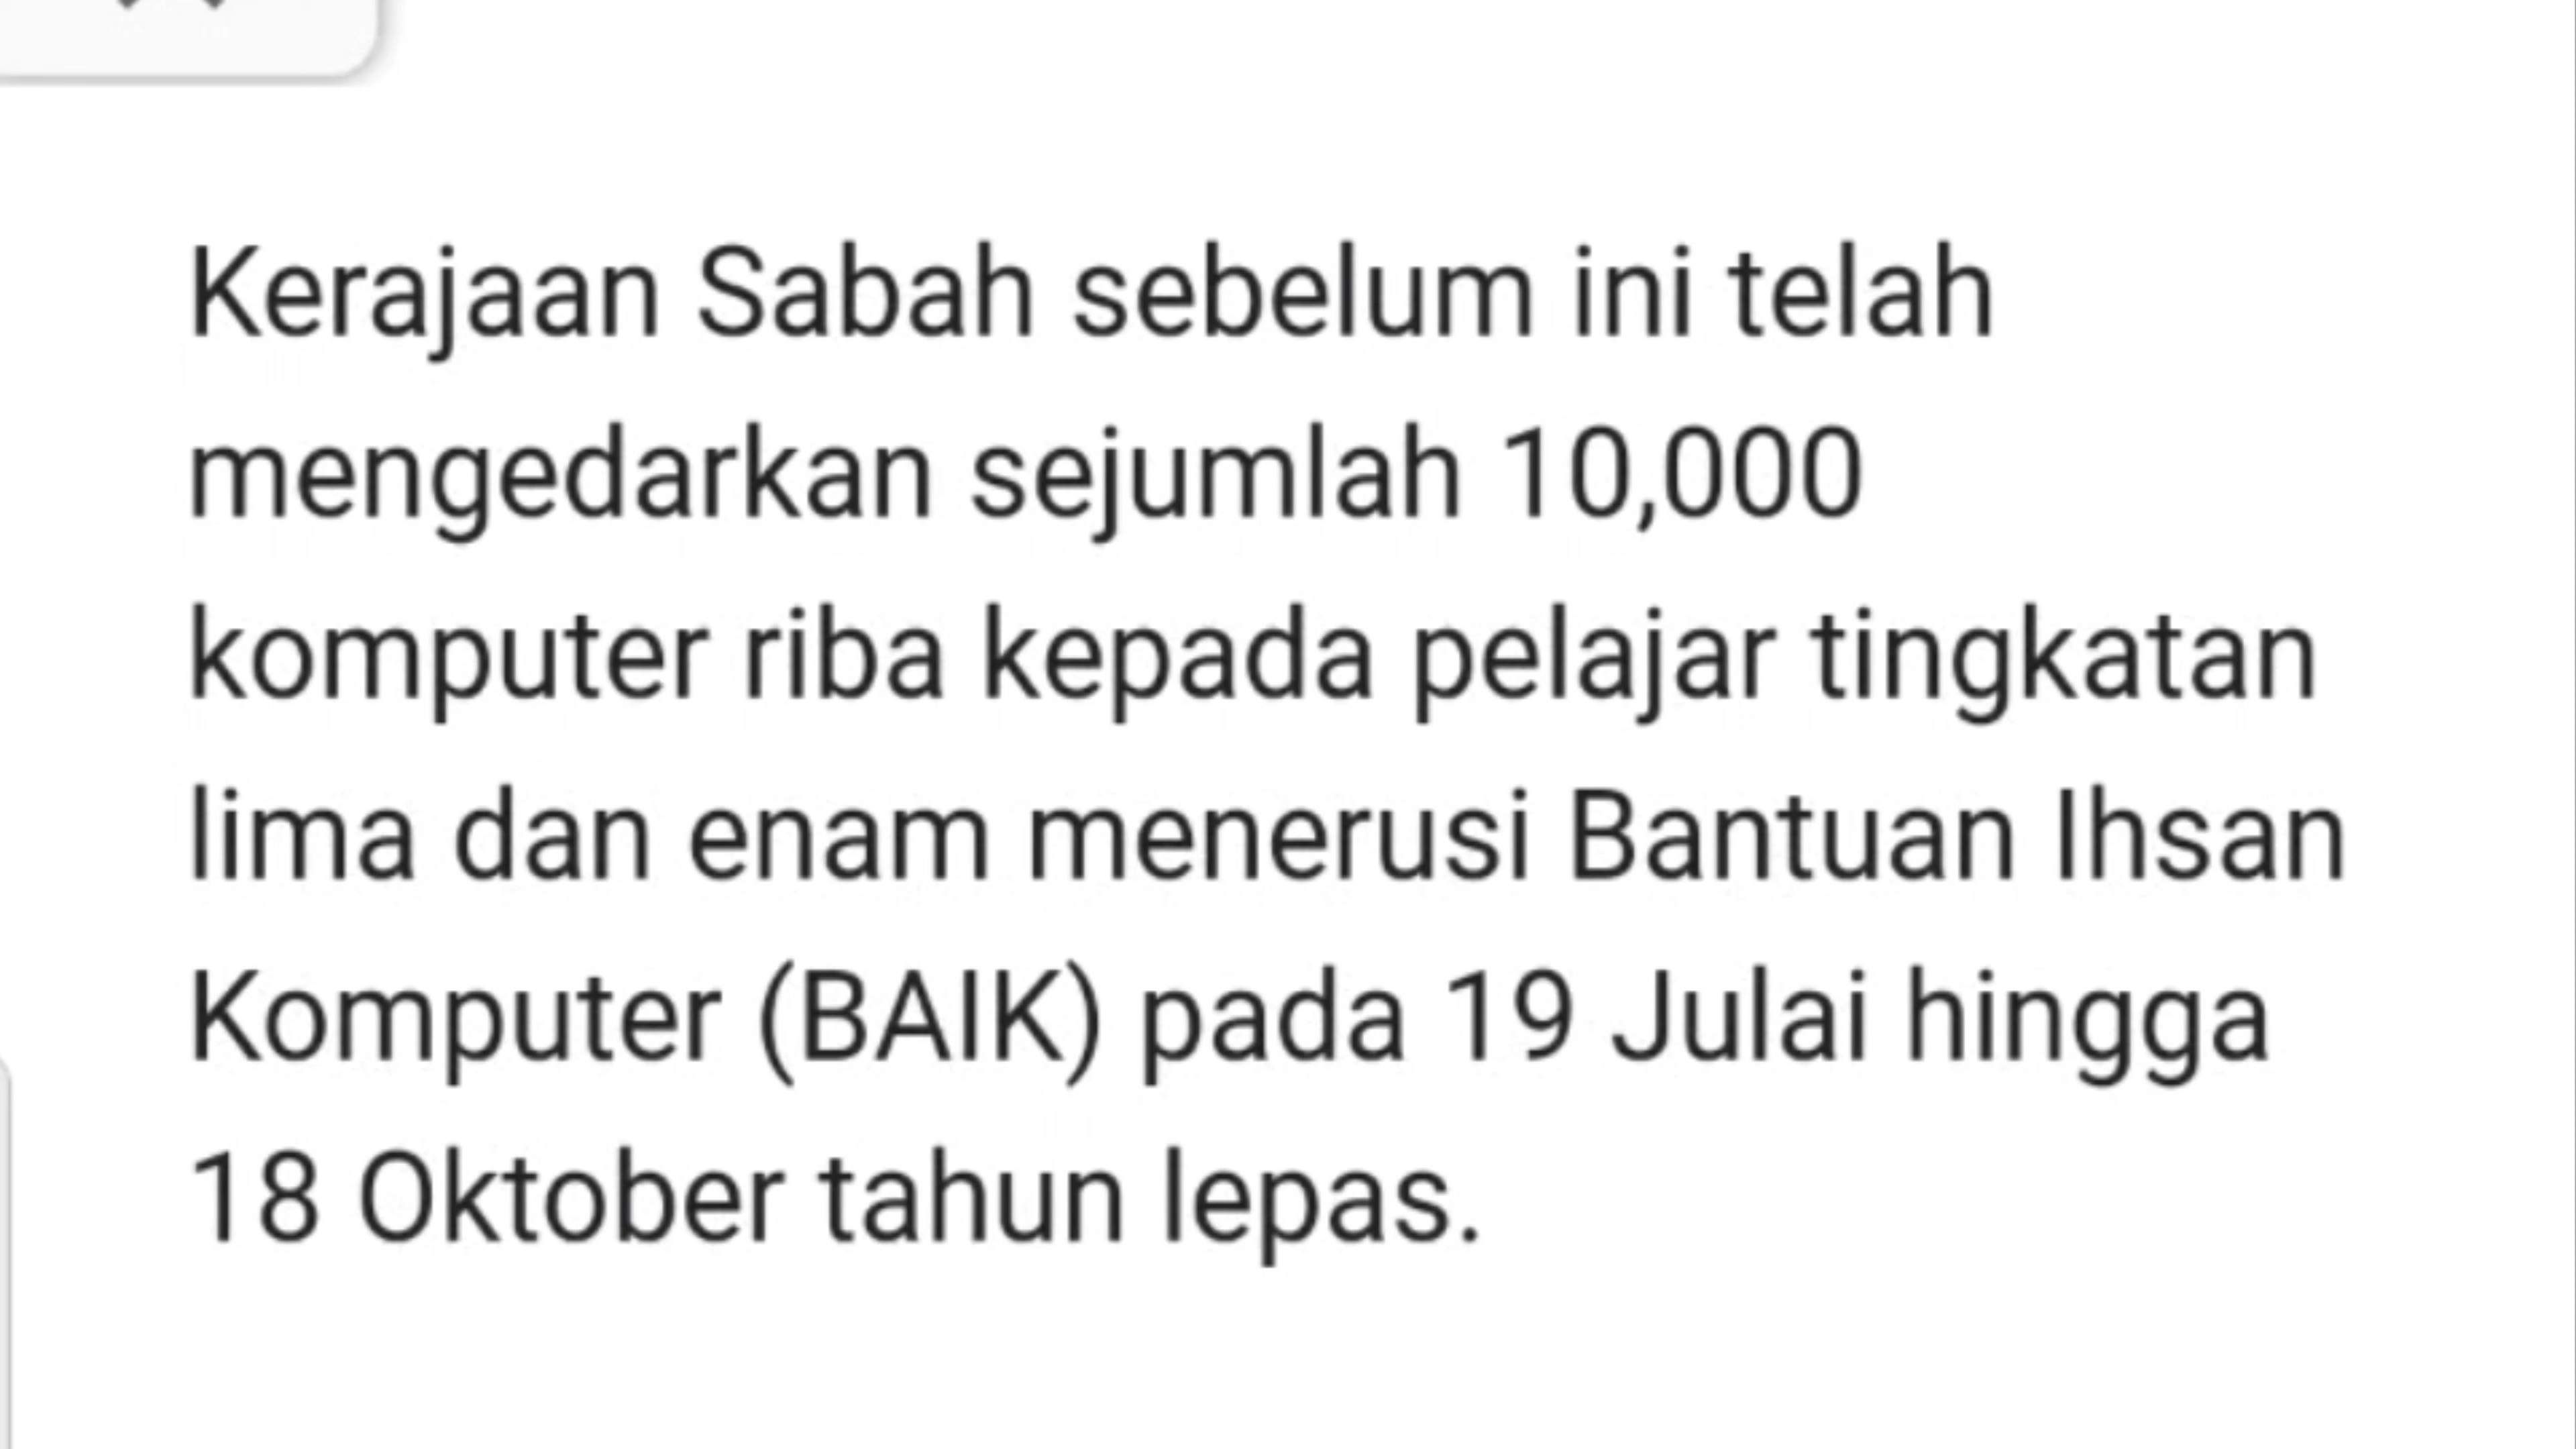 Kerajaan Sabah sebelum ini telah
mengedarkan sejumlah 10,000
komputer riba kepada pelajar tingkatan
lima dan enam menerusi Bantuan Ihsan
Komputer (BAIK) pada 19 Julai hingga
18 Oktober tahun lepas.